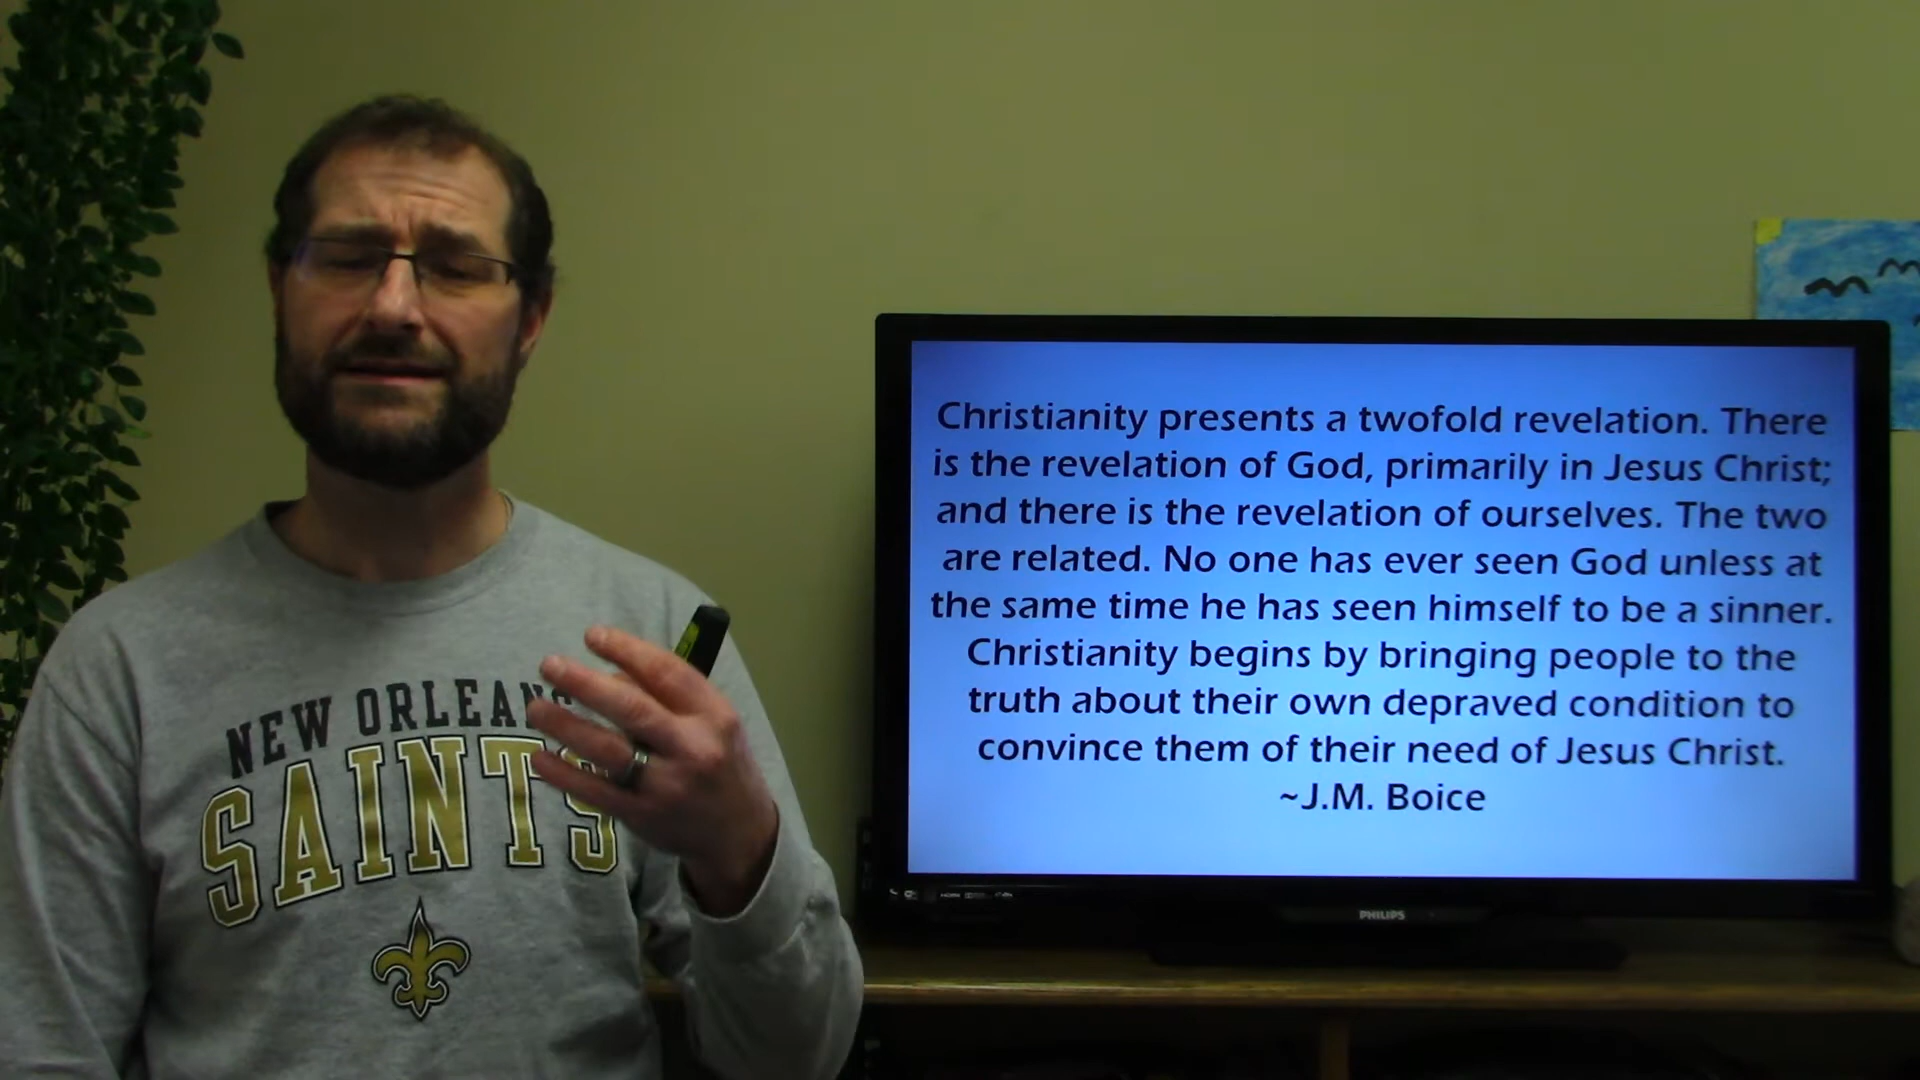 NEW ORLEANS
SAINTS
Christianity presents a twofold revelation. There
is the revelation of God, primarily in Jesus Christ;
and there is the revelation of ourselves. The two
are related. No one has ever seen God unless at
the same time he has seen himself to be a sinner.
Christianity begins by bringing people to the
truth about their own depraved condition to
convince them of their need of Jesus Christ.
~J.M. Boice
PHILIPS